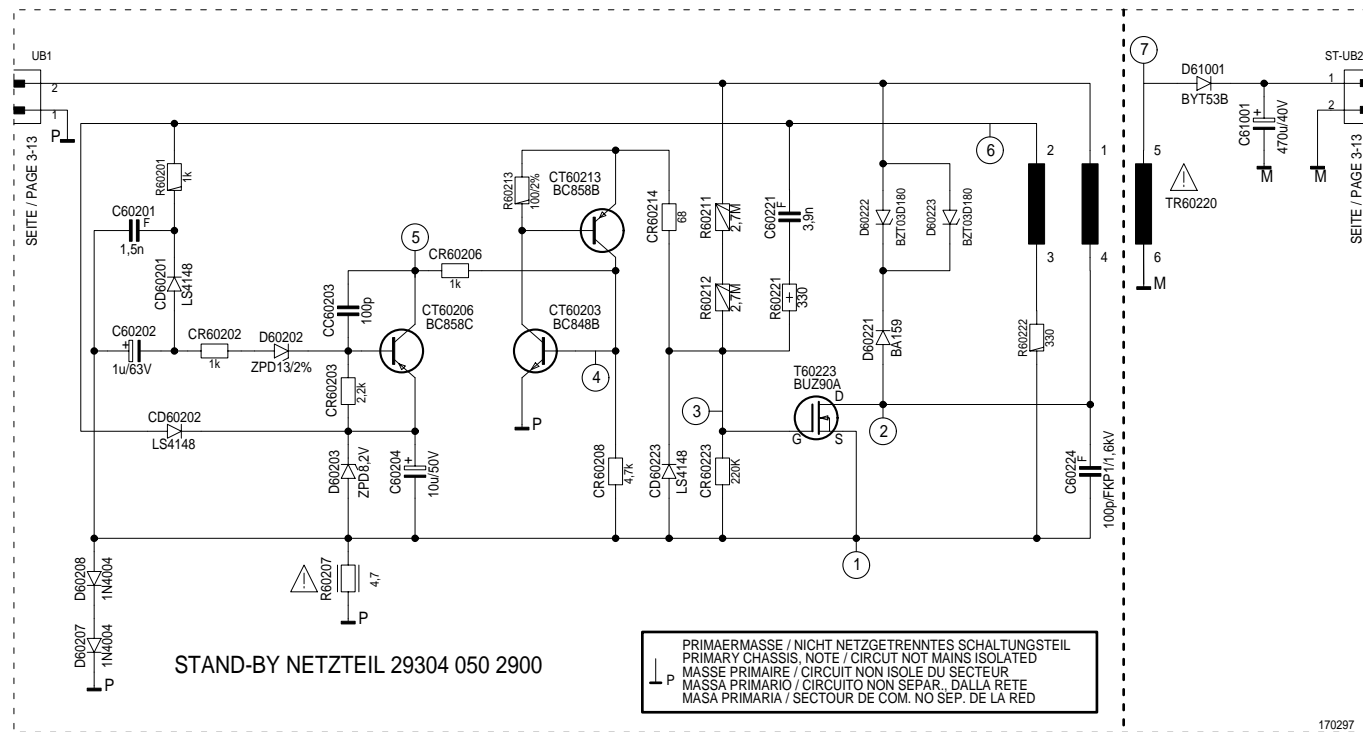 UB1
2
1
P
SEITE / PAGE 3-13
R60201
1k
C60201
F
1,5n
CD60201
LS4148
C60202
+
1u/63V
CR60202
1k
D60202
ZPD13/2%
CD60202
LS4148
CC60203
100p
5
CR60206
1k
CT60206
BC858C
CR60203
2,2k
D60203
ZPD8,2V
C60204
+
10u/50V
R60213
100/2%
CT60213
BC858B
CT60203
BC848B
4
P
CR60208
4,7k
CR60214
68
R60211
2,7M
R60212
2,7M
C60221
F
3,9n
R60221
+
330
3
CD60223
LS4148
CR60223
220K
D60222
BZT03D180
D60223
BZT03D180
D60221
BA159
T60223
BUZ90A
D
G
S
2
6
2
3
1
4
R60222
330
C60224
F
100p/FKP1/1,6kV
1
7
D61001
BYT53B
C61001
+
470u/40V
M
M
ST-UB2
1
2
SEITE / PAGE 3-13
5
6
M
TR60220
D60208
1N4004
D60207
1N4004
P
R60207
4,7
P
STAND-BY NETZTEIL 29304 050 2900
PRIMAERMASSE / NICHT NETZGETRENNTES SCHALTUNGSTEIL
PRIMARY CHASSIS, NOTE / CIRCUT NOT MAINS ISOLATED
P MASSE PRIMAIRE / CIRCUIT NON ISOLE DU SECTEUR
MASSA PRIMARIO / CIRCUITO NON SEPAR., DALLA RETE
MASA PRIMARIA / SECTOUR DE COM. NO SEP. DE LA RED
170297